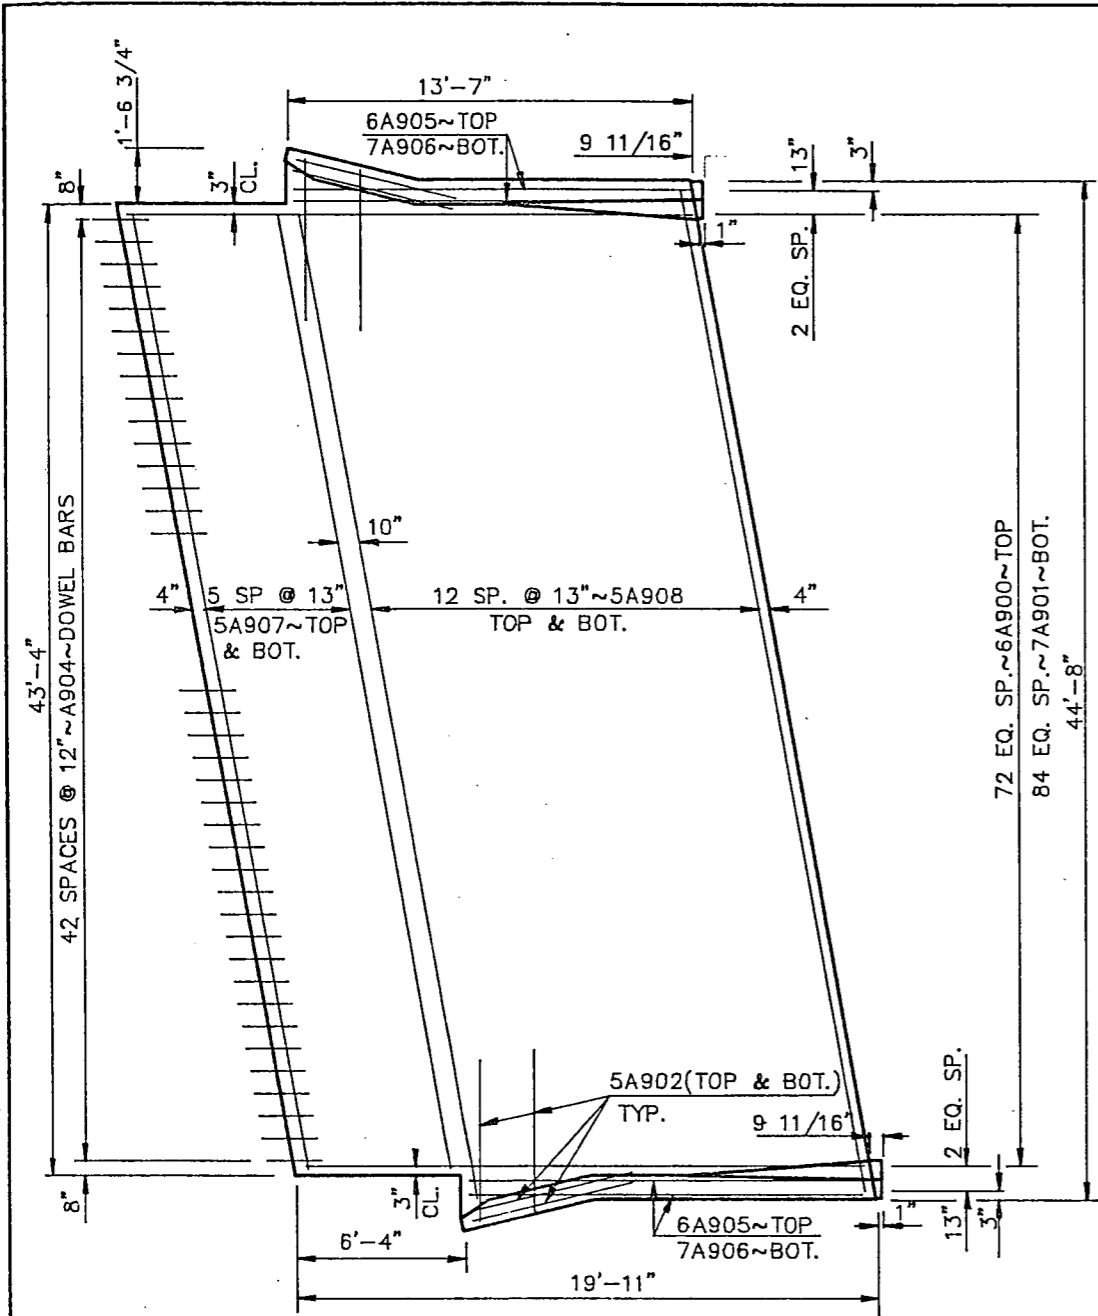 13'-7"
1'-6 3/4"
6A905~TOP
7A906~BOT.
9 11/16"
13"
3"
8"
3"
CL.
1"
2 EQ. SP.
10"
4"
5 SP @ 13"
5A907~TOP
& BOT.
12 SP. @ 13"~5A908
TOP & BOT.
4"
43'-4"
42 SPACES @ 12"~A904~DOWEL BARS
72 EQ. SP.~6A900~TOP
84 EQ. SP.~7A901~BOT.
44'-8"
5A902(TOP & BOT.)
TYP.
9 11/16'
2 EQ. SP.
8"
3"
CL.
6A905~TOP
7A906~BOT.
1"
13"
3"
6'-4"
19'-11"